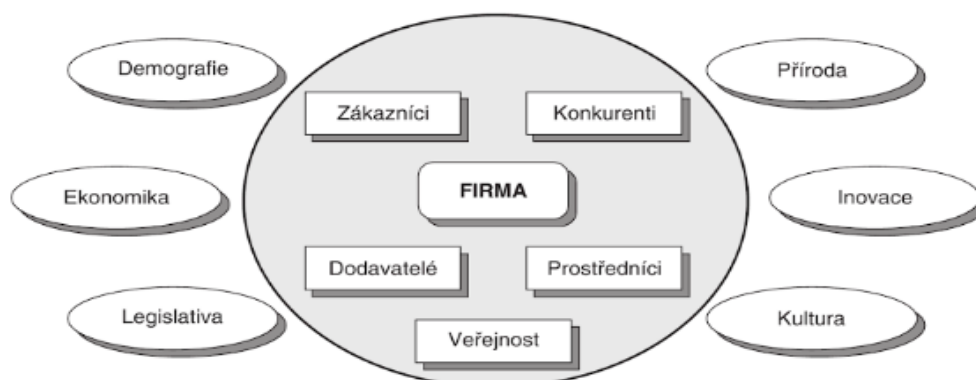 Demografie
Příroda
Zákazníci
Konkurenti
Ekonomika
FIRMA
Inovace
Dodavatelé
Prostředníci
Legislativa
Kultura
Veřejnost